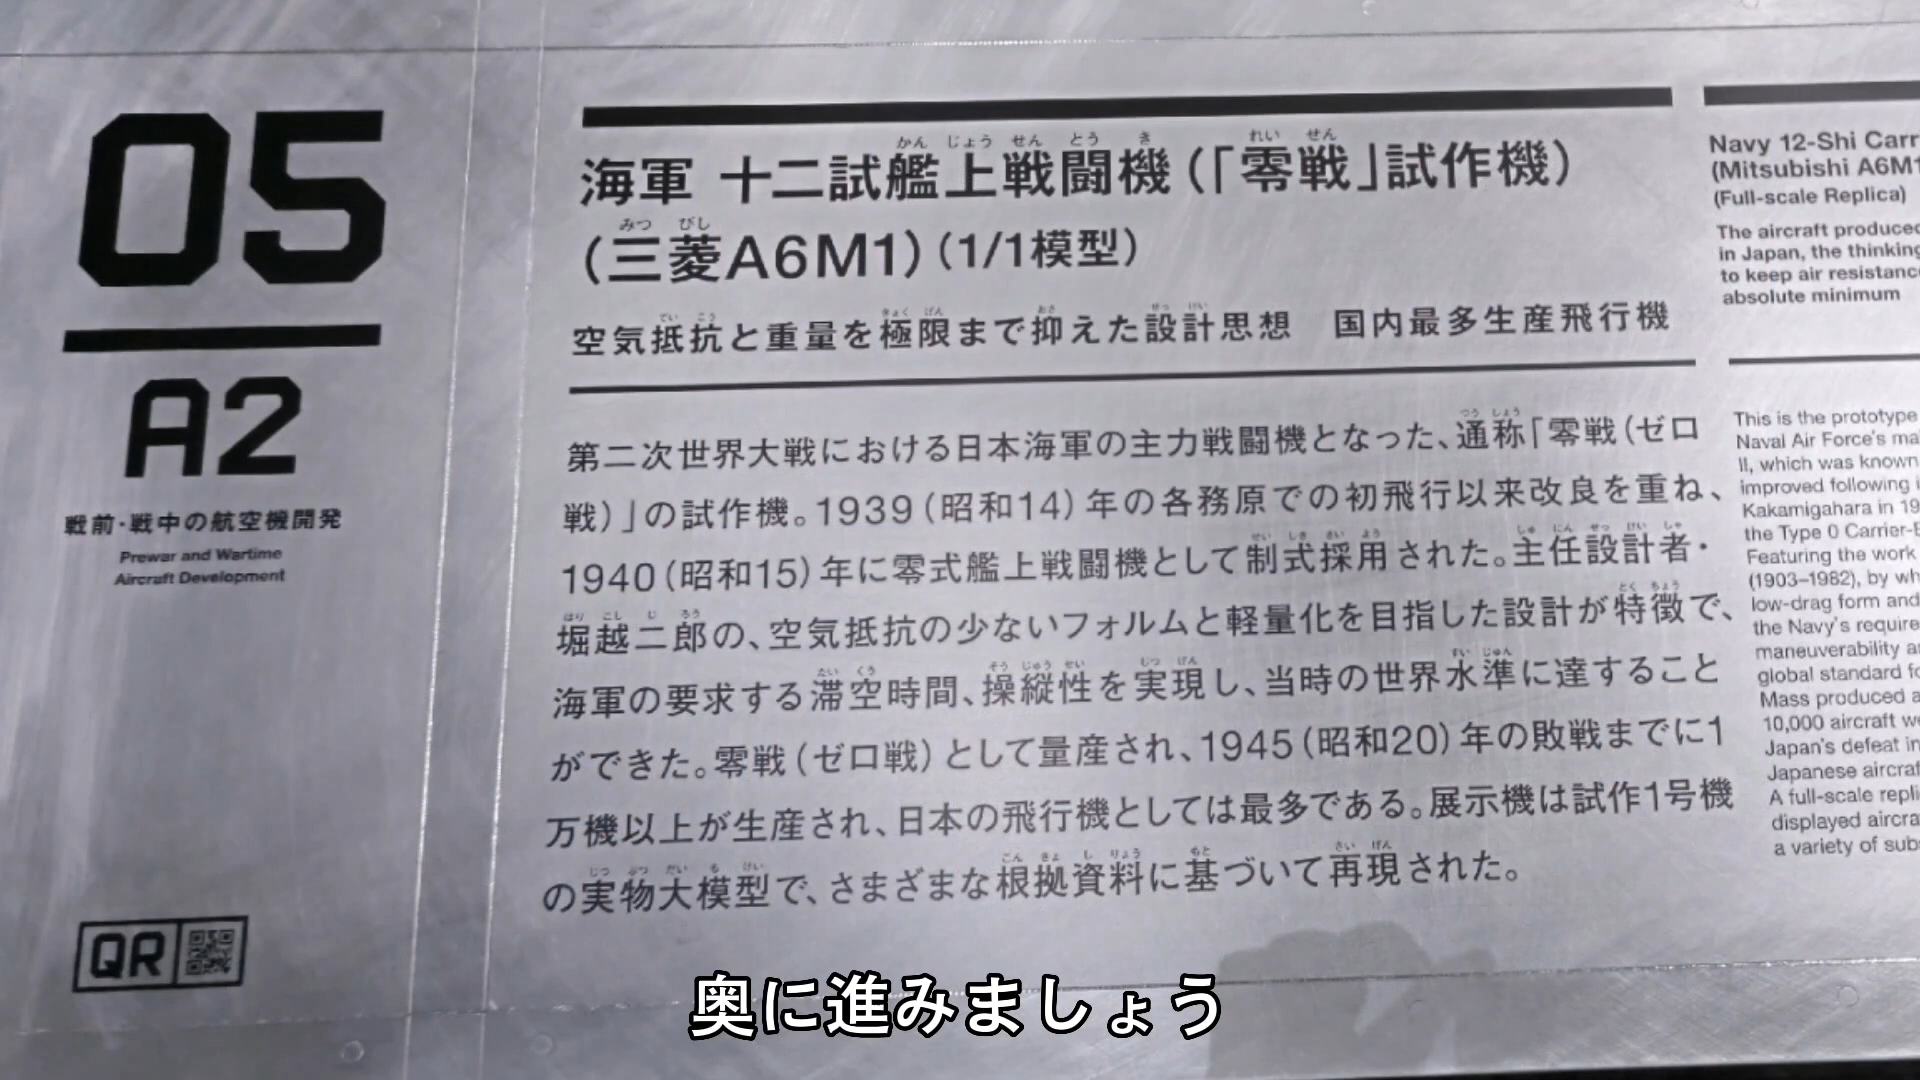 05
A2
戦前・戦中の航空機開発
Prewar and Wartime
Aircraft Development
QR
海軍 十二試艦上戦闘機(「零戦」試作機)
(三菱A6M1)(1/1模型)
空気抵抗と重量を極限まで抑えた設計思想 国内最多生産飛行機
第二次世界大戦における日本海軍の主力戦闘機となった、通称「零戦(ゼロ
戦)」の試作機。1939(昭和14)年の各務原での初飛行以来改良を重ね、
1940(昭和15)年に零式艦上戦闘機として制式採用された。主任設計者・
堀越二郎の、空気抵抗の少ないフォルムと軽量化を目指した設計が特徴で、
海軍の要求する滞空時間、操縦性を実現し、当時の世界水準に達すること
ができた。零戦(ゼロ戦)として量産され、1945(昭和20)年の敗戦までに1
万機以上が生産され、日本の飛行機としては最多である。展示機は試作1号機
の実物大模型で、さまざまな根拠資料に基づいて再現された。
Navy 12-Shi Carr
(Mitsubishi A6M1
(Full-scale Replica)
The aircraft produced
in Japan, the thinking
to keep air resistance
absolute minimum
This is the prototype
Naval Air Force's ma
II, which was known
improved following i
Kakamigahara in 19
the Type 0 Carrier-B
Featuring the work
(1903–1982), by wh
low-drag form and
the Navy's require
maneuverability a
global standard fo
Mass produced a
10,000 aircraft we
Japan's defeat in
Japanese aircraf
A full-scale repli
displayed aircra
a variety of sub
奥に進みましょう